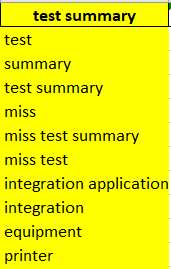 test summary
test
summary
test summary
miss
miss test summary
miss test
integration application
integration
equipment
printer